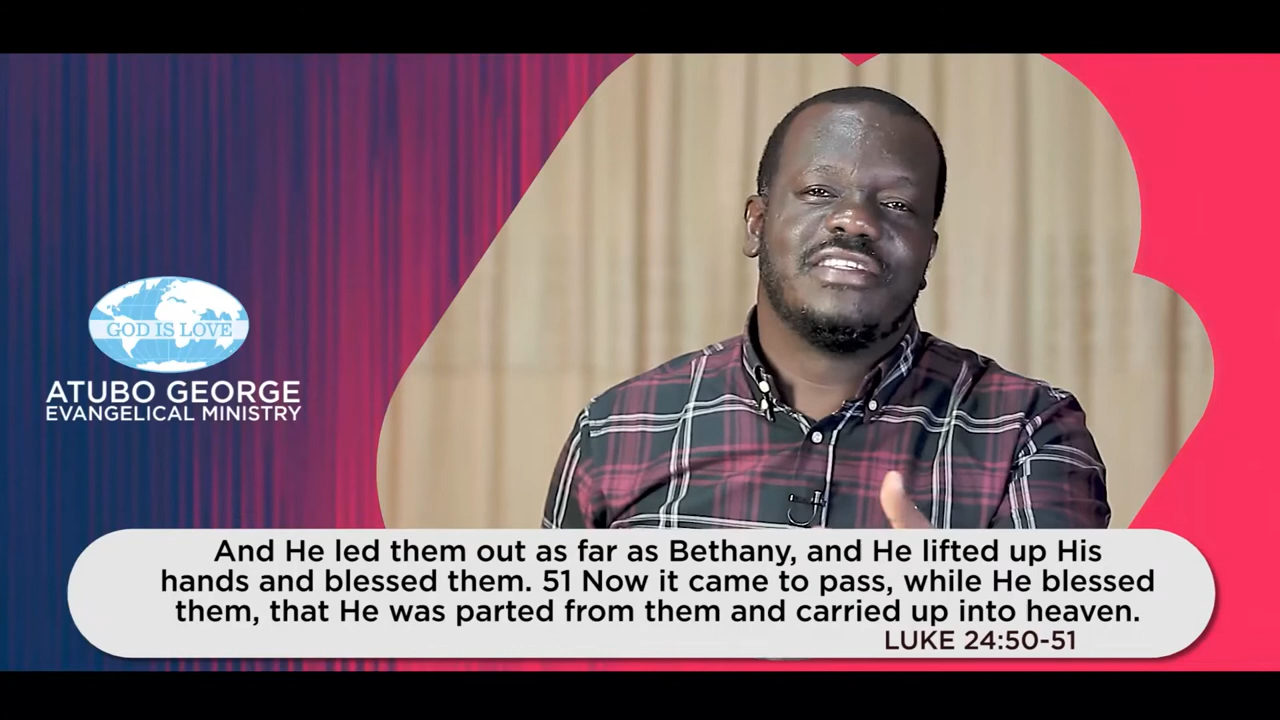 GOD IS LOVE
ATUBO GEORGE
EVANGELICAL MINISTRY
And He led them out as far as Bethany, and He lifted up His
hands and blessed them. 51 Now it came to pass, while He blessed
them, that He was parted from them and carried up into heaven.
LUKE 24:50-51